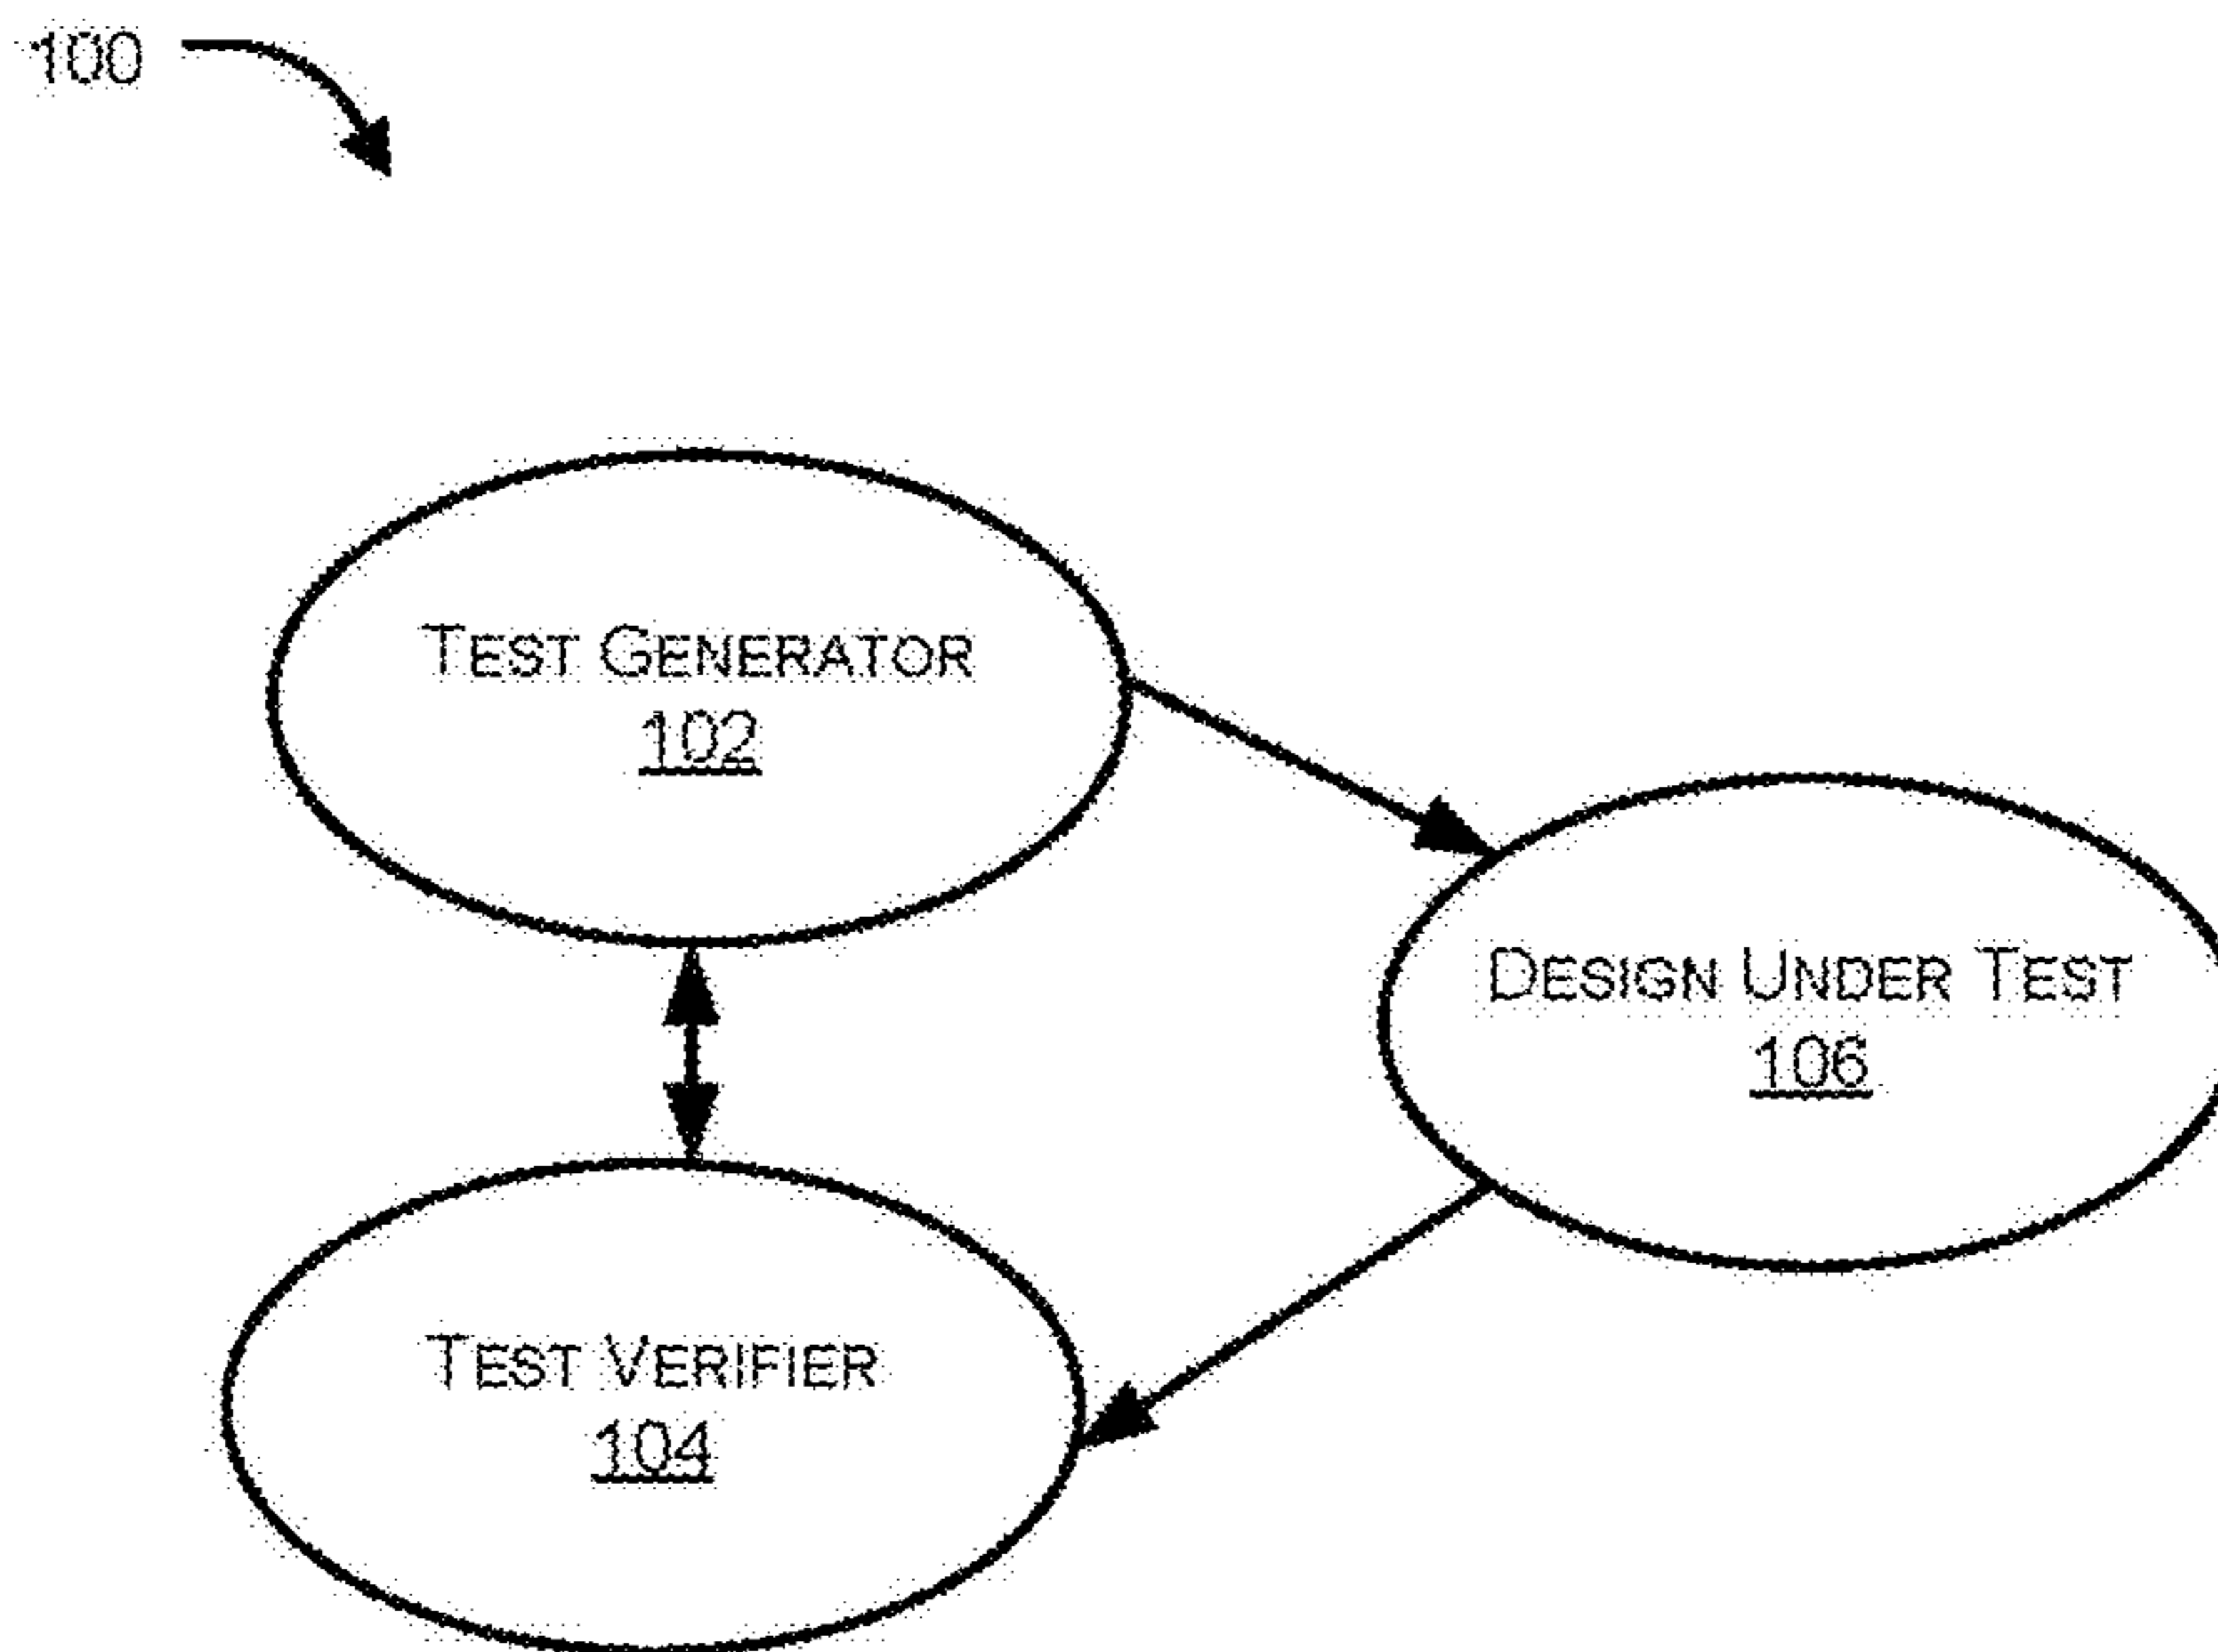 100
TEST GENERATOR
102
DESIGN UNDER TEST
106
TEST VERIFIER
104